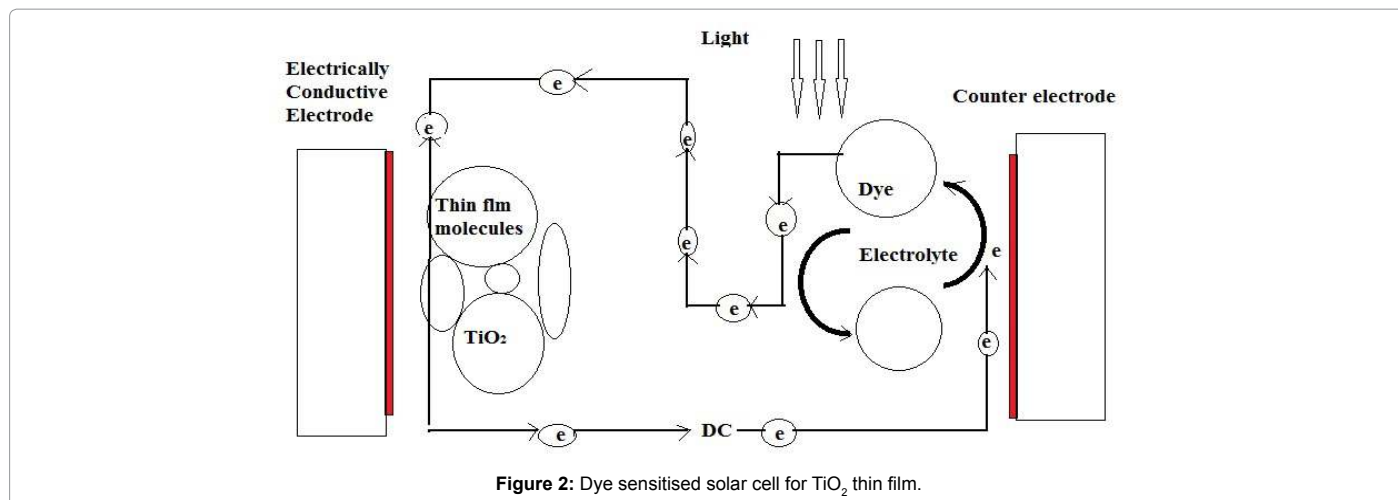 Light
Electrically
Conductive
Electrode
Counter electrode
e
e
e
e
e
e
Thin flm
molecules
TiO₂
Dye
Electrolyte
e
e
e
DC
e
Figure 2: Dye sensitised solar cell for TiO₂ thin film.